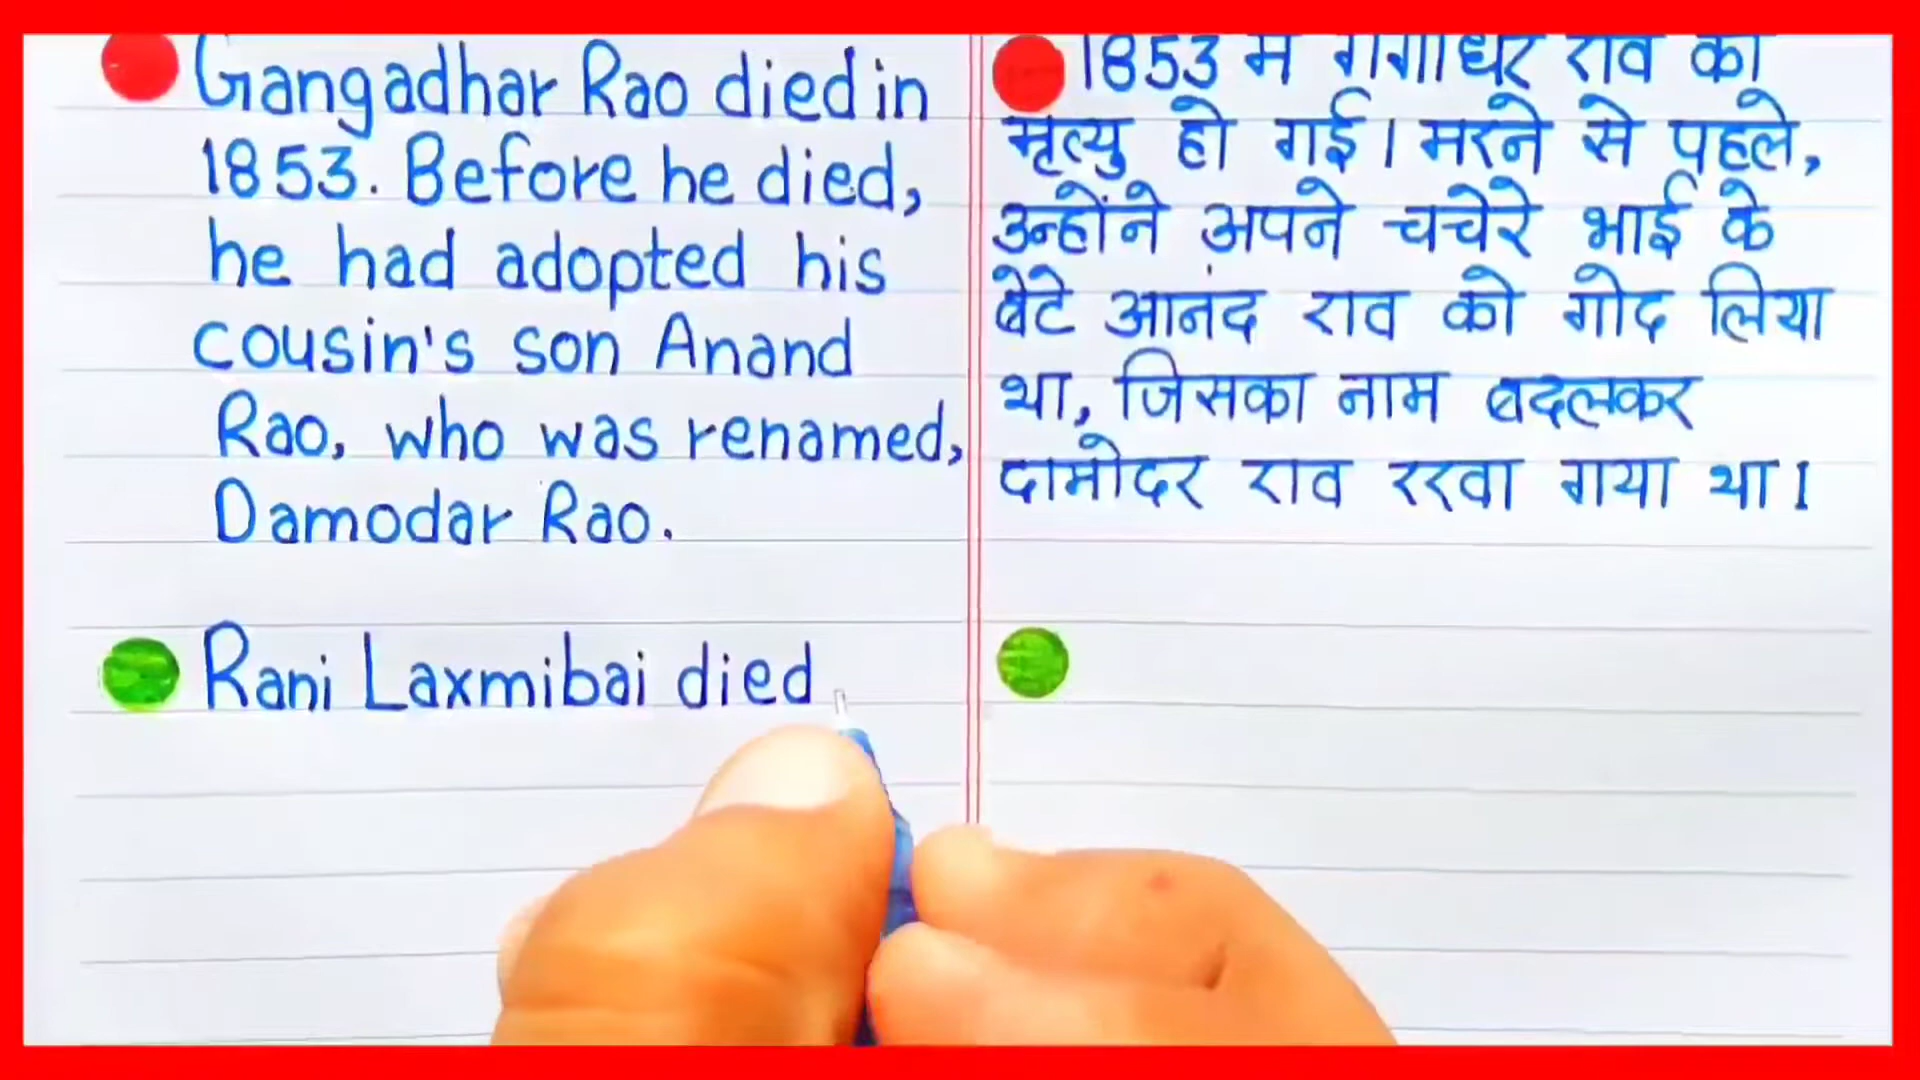 Gangadhar Rao died in
1853. Before he died,
he had adopted his
cousin's son Anand
Rao, who was renamed,
Damodar Rao.
Rani Laxmibai died
1853 में गंगाधर राव की
मृत्यु हो गई। मरने से पहले,
उन्होंने अपने चचेरे भाई के
बेटे आनंद राव को गोद लिया
था, जिसका नाम बदलकर
दामोदर राव रखा गया था।